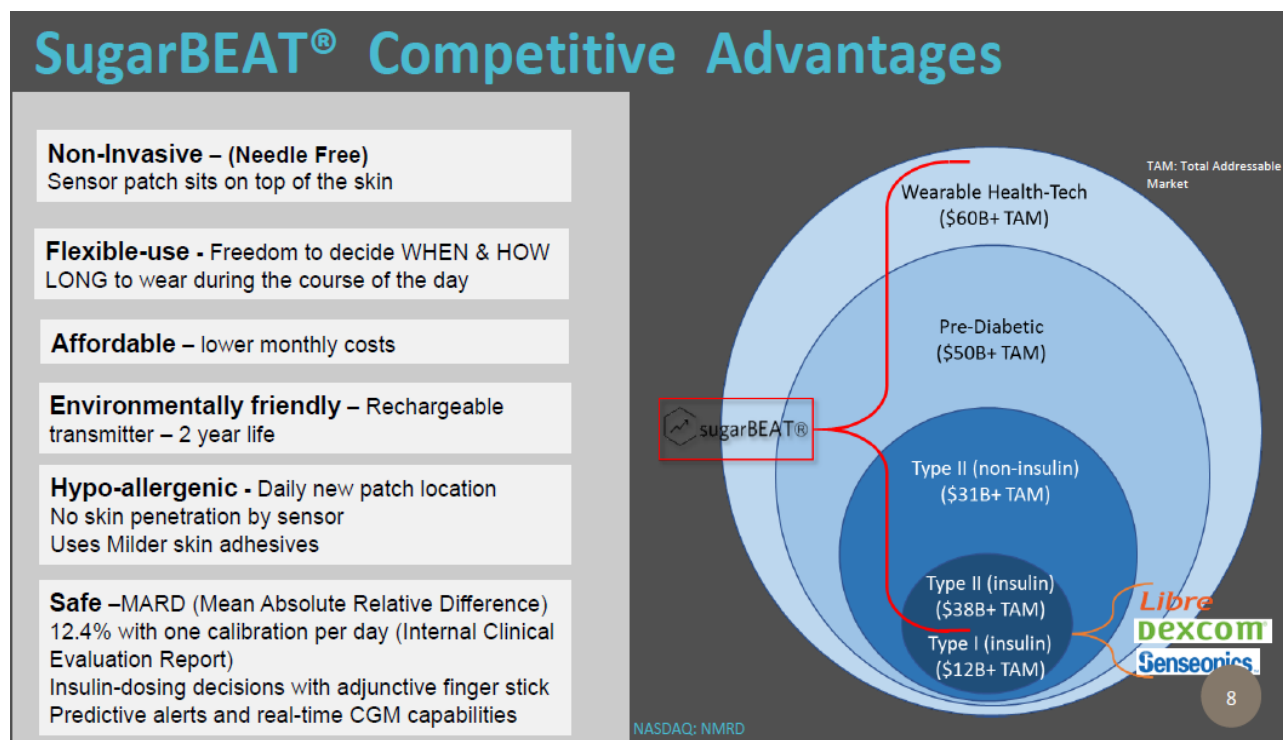 SugarBEAT® Competitive Advantages
Non-Invasive – (Needle Free)
Sensor patch sits on top of the skin
Flexible-use - Freedom to decide WHEN & HOW
LONG to wear during the course of the day
Affordable – lower monthly costs
Environmentally friendly – Rechargeable
transmitter – 2 year life
Hypo-allergenic - Daily new patch location
No skin penetration by sensor
Uses Milder skin adhesives
Safe –MARD (Mean Absolute Relative Difference)
12.4% with one calibration per day (Internal Clinical
Evaluation Report)
Insulin-dosing decisions with adjunctive finger stick
Predictive alerts and real-time CGM capabilities
TAM: Total Addressable
Market
Wearable Health-Tech
($60B+ TAM)
Pre-Diabetic
($50B+ TAM)
sugarBEAT®
Type II (non-insulin)
($31B+ TAM)
Type II (insulin)
($38B+ TAM)
Type I (insulin)
($12B+ TAM)
Libre
Dexcom
Senseonics
NASDAQ: NMRD
8